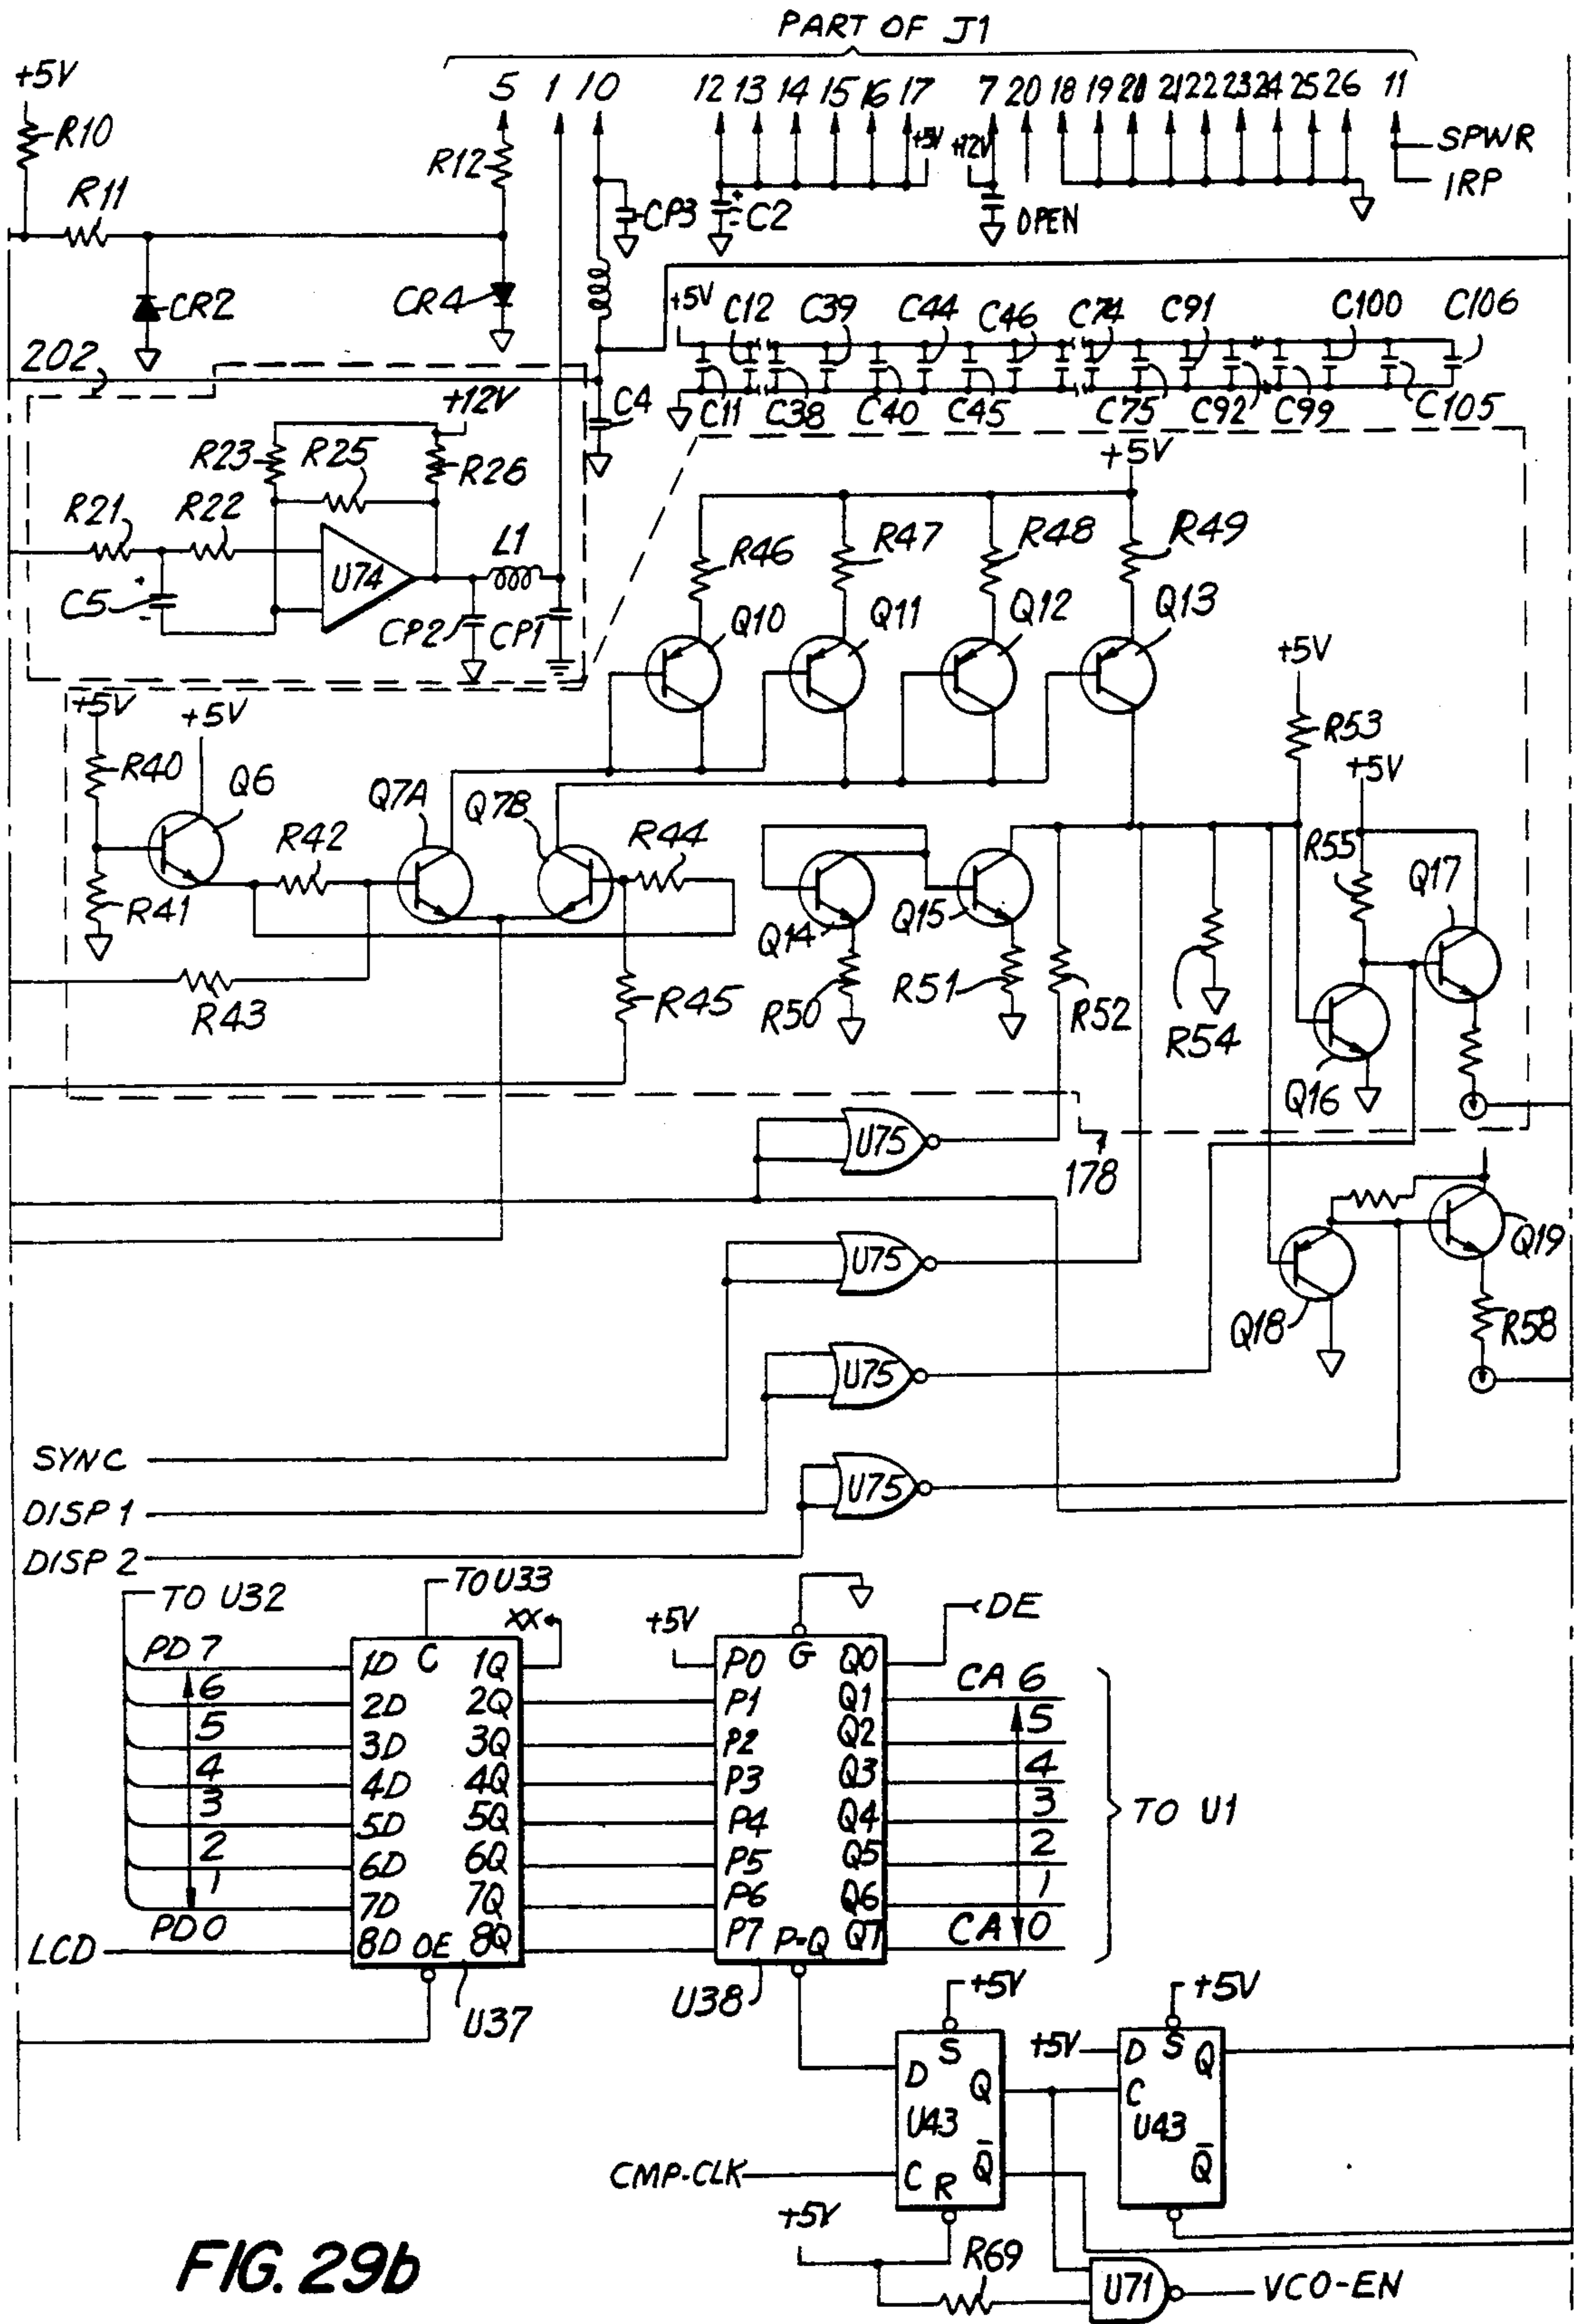 PART OF J1
+5V
5 1 10 12 13 14 15 16 17 7 20 18 19 20 21 22 23 24 25 26 11
R10
R12
+5V
+12V
SPWR
IRP
R11
CP3
C2
OPEN
CR2
CR4
+5V
C12
C39
C44
C46
C74
C91
C100
C106
202
+12V
C4
C11
C38
C40
C45
C75
C92
C99
C105
R23
R25
R26
+5V
R21
R22
L1
U74
R46
R47
R48
R49
C5
+
-
CP2
CP1
Q10
Q11
Q12
Q13
+5V
+5V
+5V
R53
R40
Q6
Q7A
Q7B
+5V
R42
R44
R55
Q17
R41
Q14
Q15
R43
R45
R50
R51
R52
R54
Q16
U75
178
U75
Q19
Q18
R58
U75
SYNC
U75
DISP 1
DISP 2
TO U32
TO U33
XX
+5V
DE
PD 7
1D C 1Q
P0 G Q0
CA 6
6
2D 2Q
P1 Q1
5
5
3D 3Q
P2 Q2
4
4
4D 4Q
P3 Q3
3
3
5D 5Q
P4 Q4
TO U1
2
2
6D 6Q
P5 Q5
1
1
7D 7Q
P6 Q6
PD 0
LCD
8D OE 8Q
P7 P=Q Q7
CA 0
U37
U38
+5V
+5V
S
D Q
U43
C R Q̅
+5V
D S Q
C
U43
Q̅
CMP-CLK
+5V
R69
U71
VCO-EN
FIG. 29b